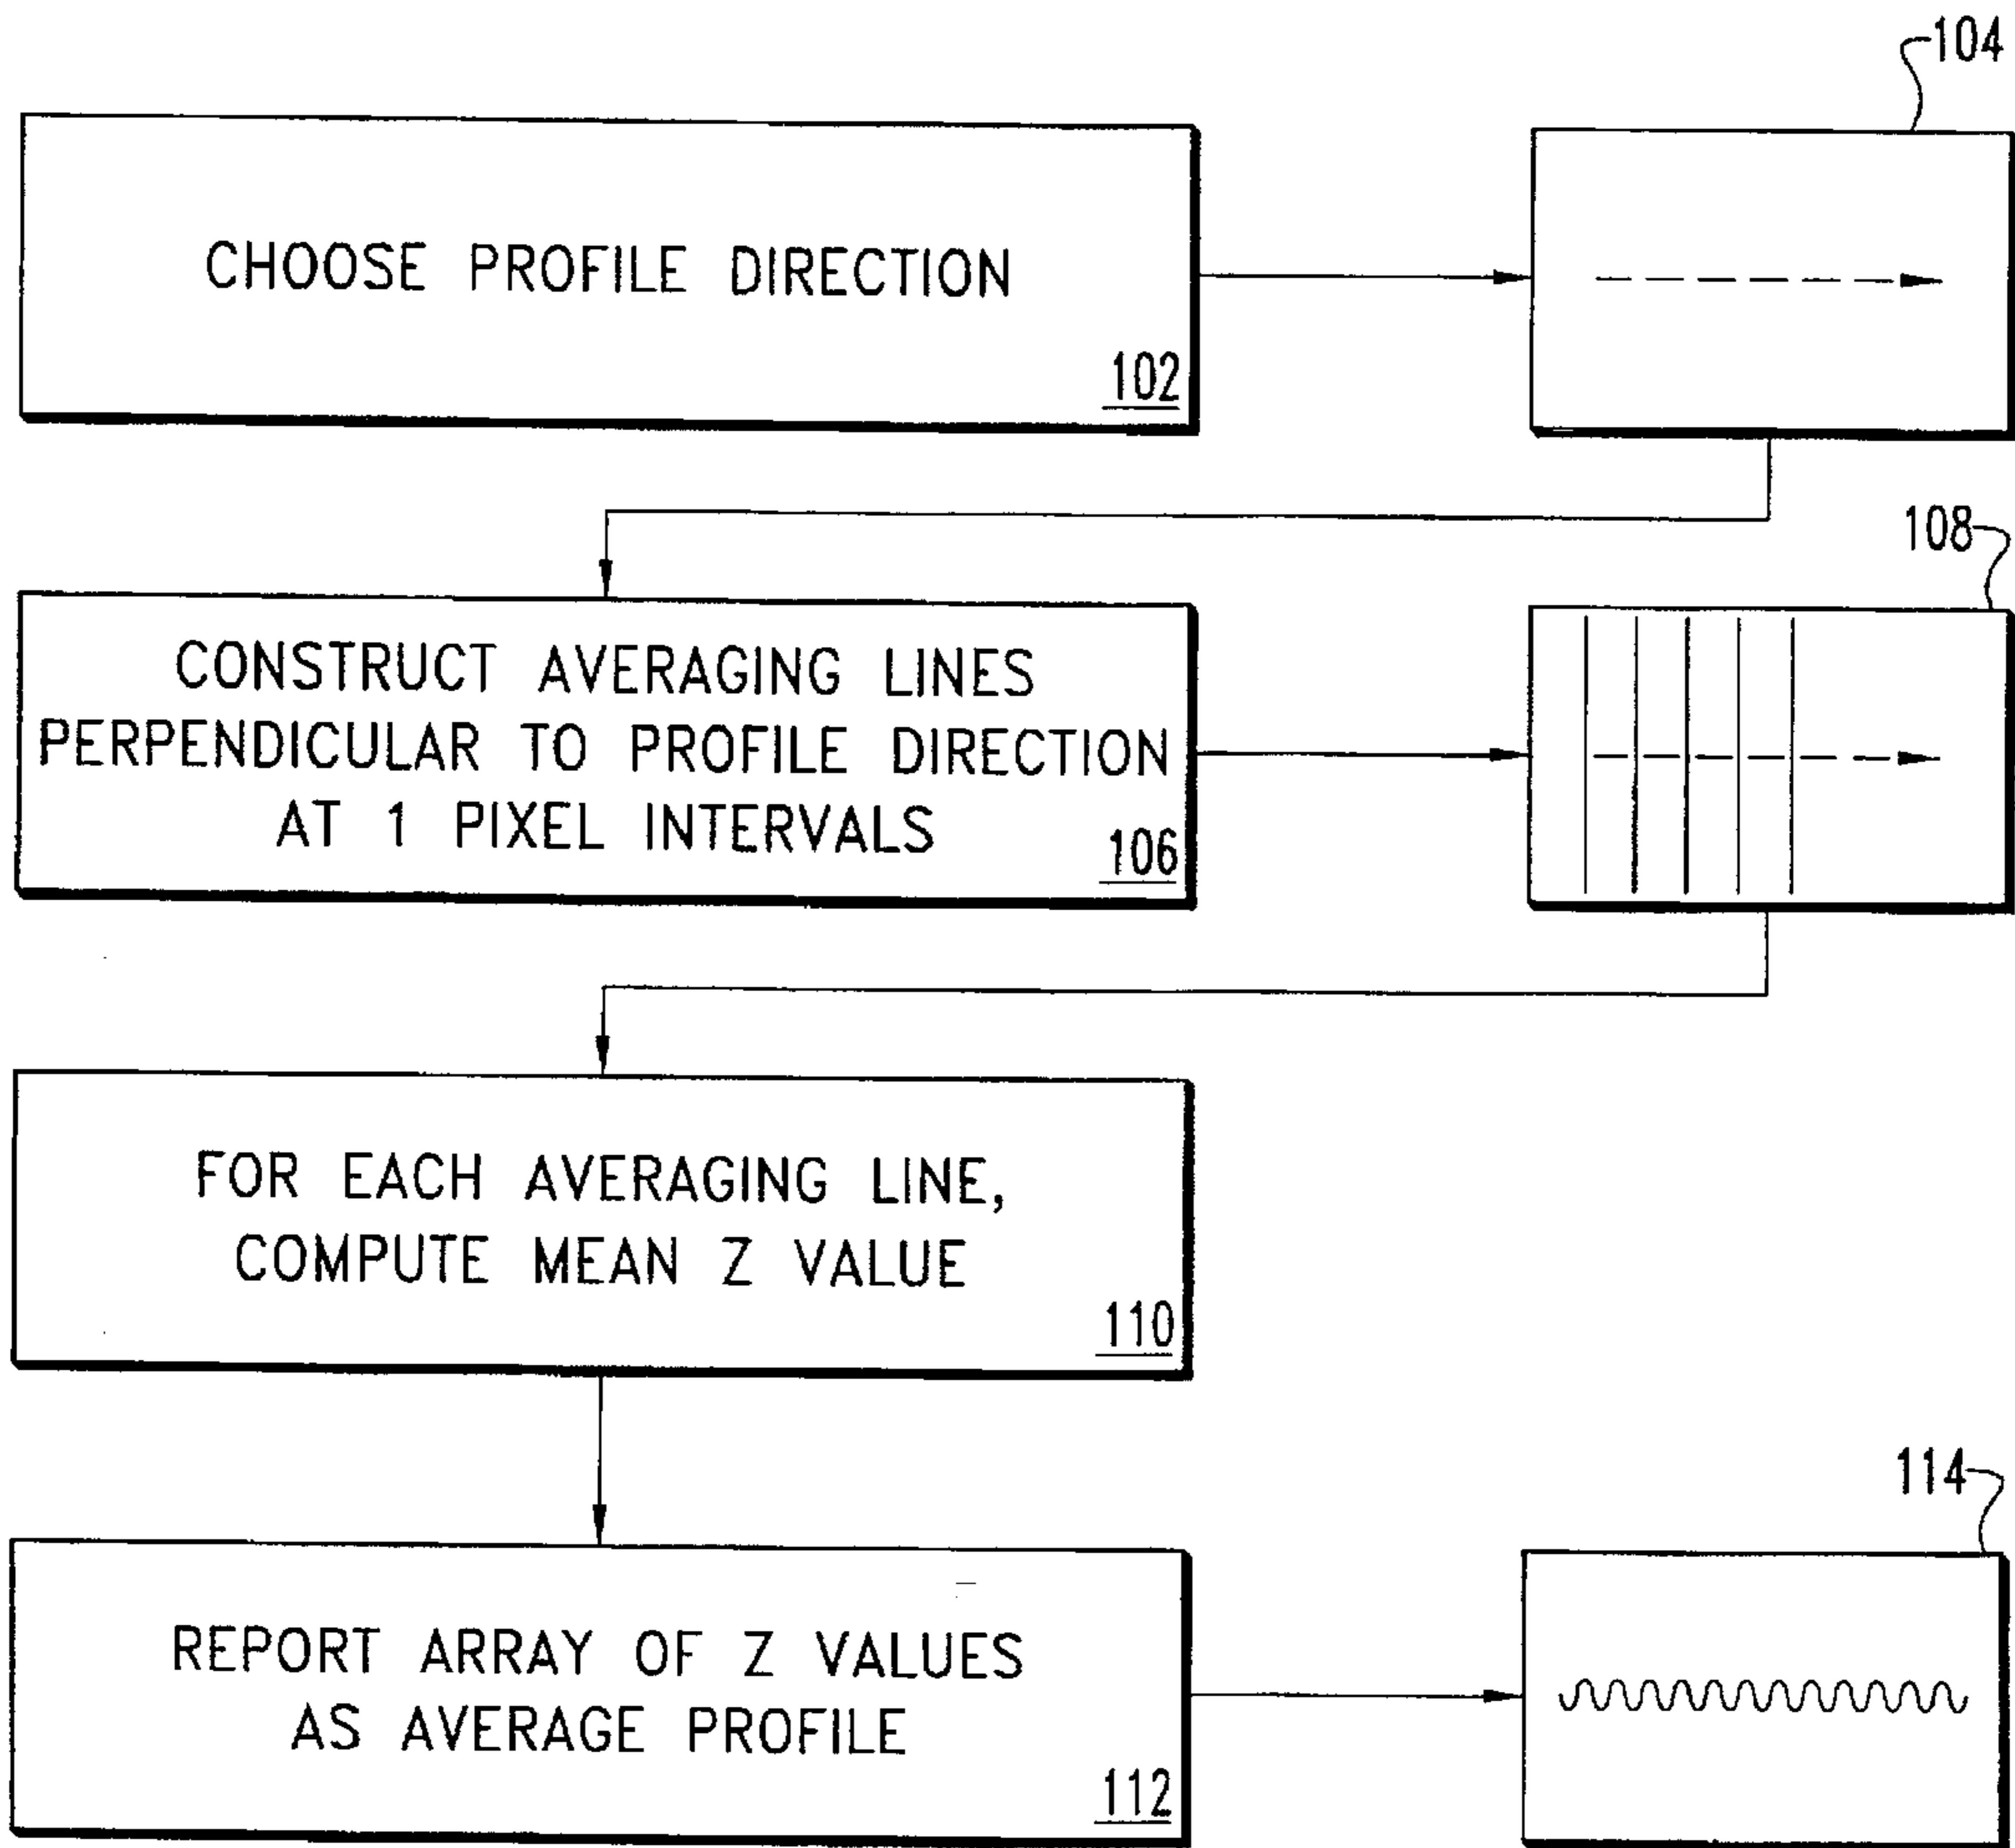 104
CHOOSE PROFILE DIRECTION
102
108
CONSTRUCT AVERAGING LINES
PERPENDICULAR TO PROFILE DIRECTION
AT 1 PIXEL INTERVALS
106
FOR EACH AVERAGING LINE,
COMPUTE MEAN Z VALUE
110
114
REPORT ARRAY OF Z VALUES
AS AVERAGE PROFILE
112